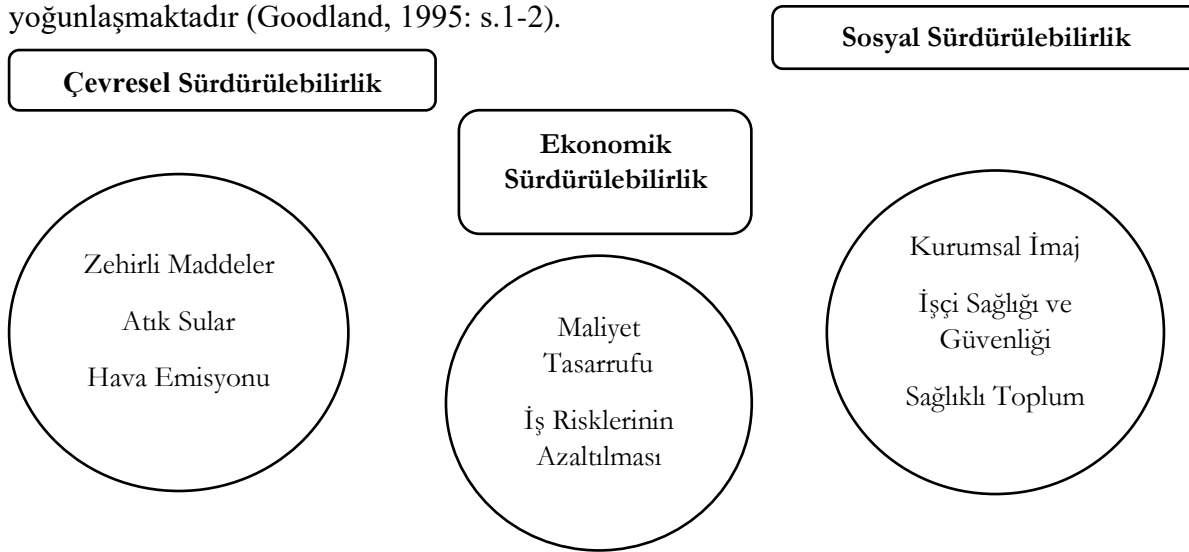 yoğunlaşmaktadır (Goodland, 1995: s.1-2).
Çevresel Sürdürülebilirlik
Zehirli Maddeler
Atık Sular
Hava Emisyonu
Ekonomik
Sürdürülebilirlik
Maliyet
Tasarrufu
İş Risklerinin
Azaltılması
Sosyal Sürdürülebilirlik
Kurumsal İmaj
İşçi Sağlığı ve
Güvenliği
Sağlıklı Toplum